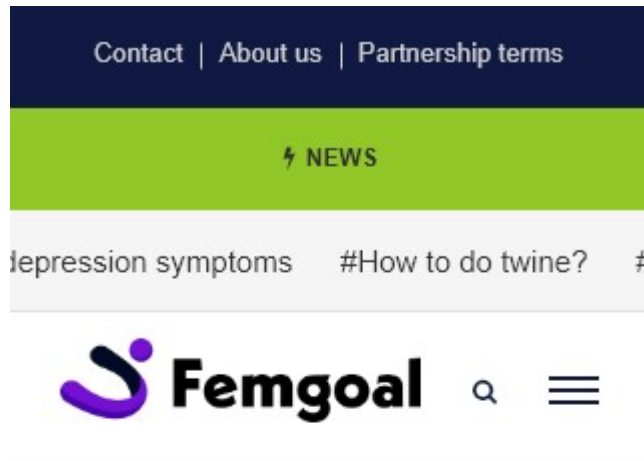 Contact | About us | Partnership terms
NEWS
depression symptoms #How to do twine? #
Femgoal